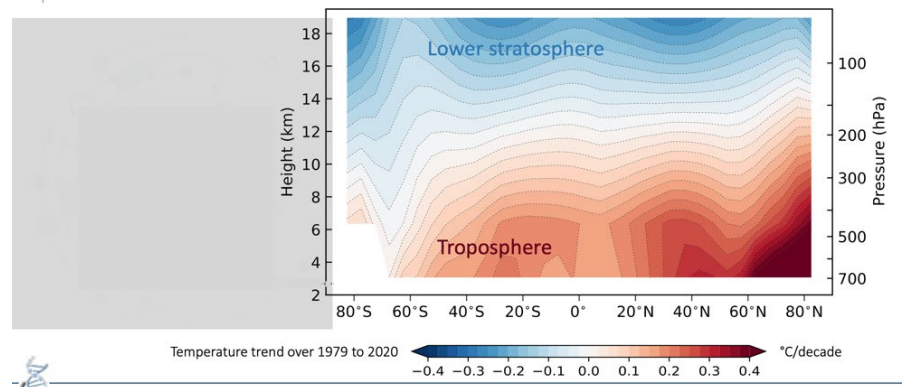 18
16
14
12
10
8
6
4
2
Height (km)
Lower stratosphere
Troposphere
100
200
300
500
700
Pressure (hPa)
80°S 60°S 40°S 20°S 0° 20°N 40°N 60°N 80°N
Temperature trend over 1979 to 2020
°C/decade
−0.4 −0.3 −0.2 −0.1 0.0 0.1 0.2 0.3 0.4